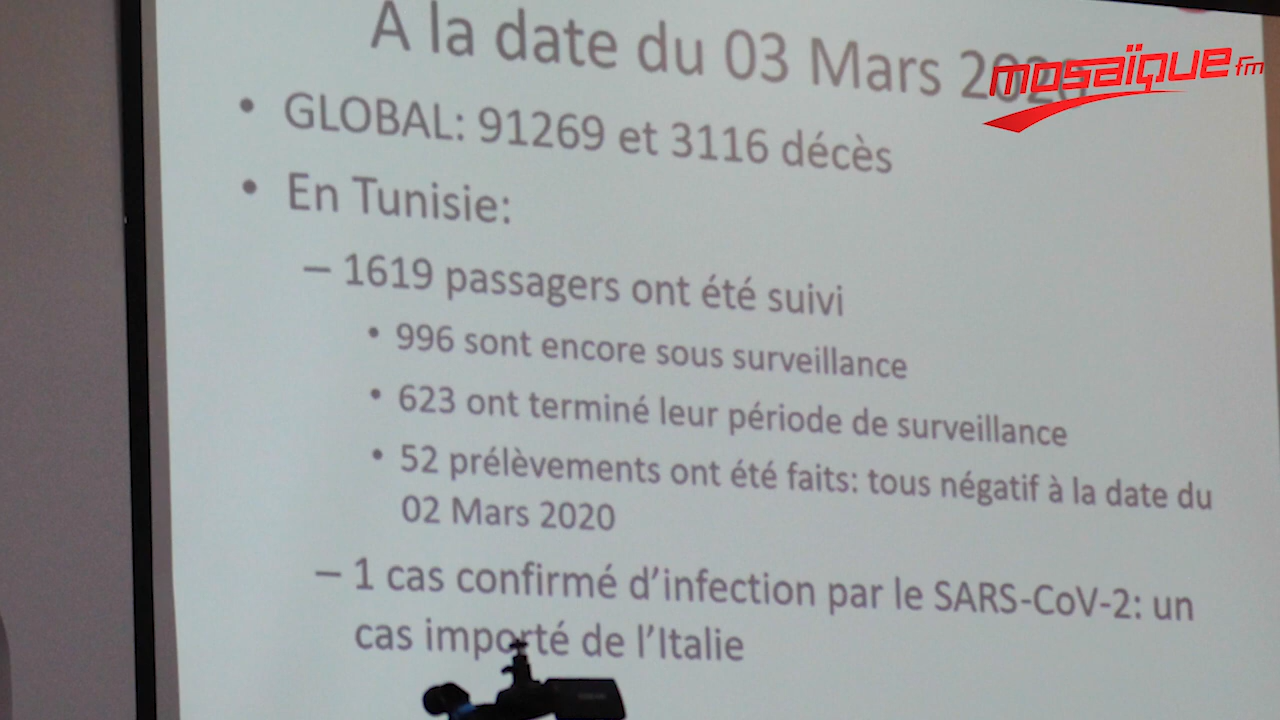 A la date du 03 Mars 2020
mosaïque fm
• GLOBAL: 91269 et 3116 décès
• En Tunisie:
– 1619 passagers ont été suivi
• 996 sont encore sous surveillance
• 623 ont terminé leur période de surveillance
• 52 prélèvements ont été faits: tous négatif à la date du
02 Mars 2020
– 1 cas confirmé d’infection par le SARS-CoV-2: un
cas importé de l’Italie